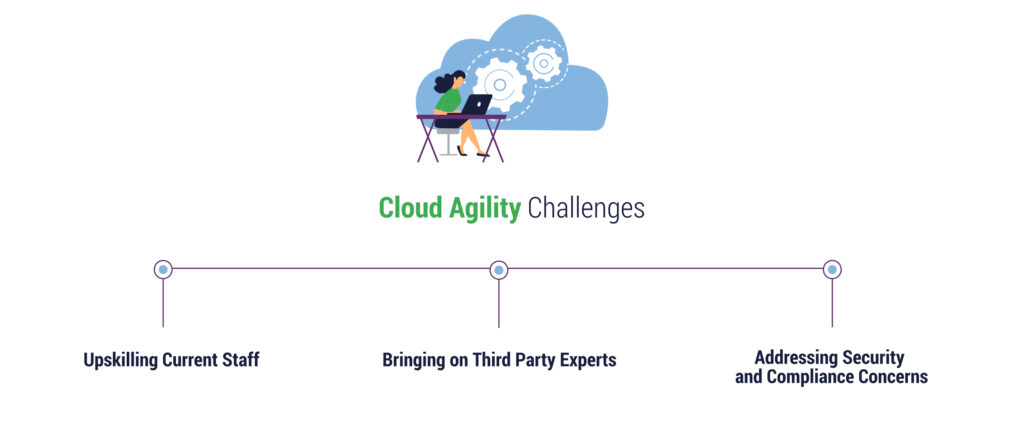 Cloud Agility Challenges
Upskilling Current Staff
Bringing on Third Party Experts
Addressing Security
and Compliance Concerns